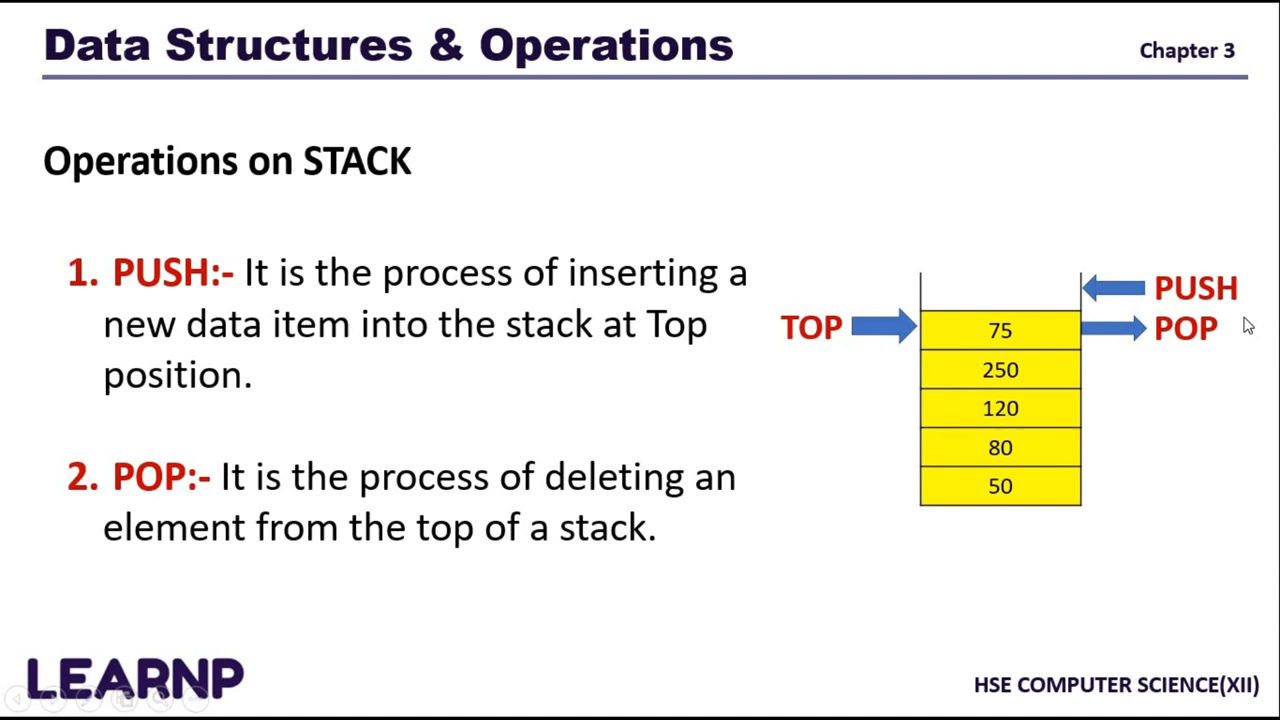 Data Structures & Operations
Chapter 3
Operations on STACK
1. PUSH:- It is the process of inserting a
new data item into the stack at Top
position.
2. POP:- It is the process of deleting an
element from the top of a stack.
PUSH
TOP
75
POP
250
120
80
50
LEARNP
HSE COMPUTER SCIENCE(XII)